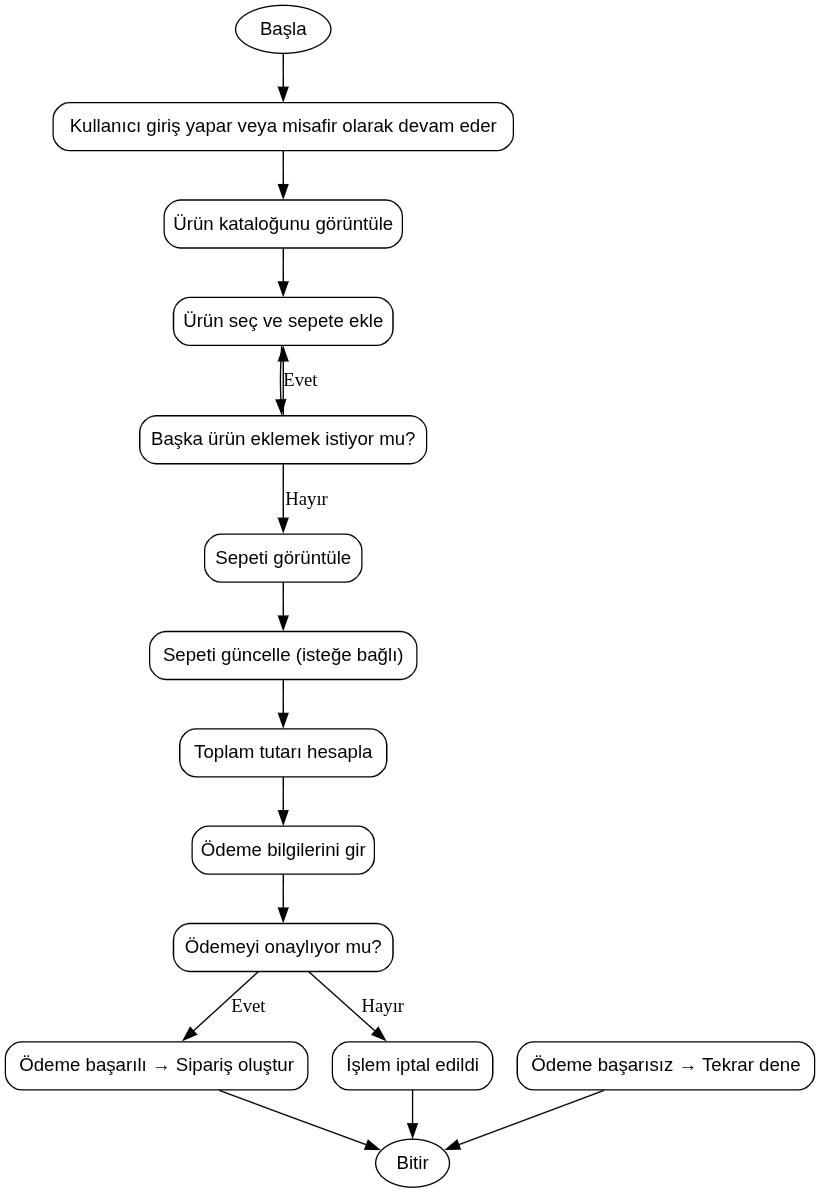 Başla
Kullanıcı giriş yapar veya misafir olarak devam eder
Ürün kataloğunu görüntüle
Ürün seç ve sepete ekle
Evet
Başka ürün eklemek istiyor mu?
Hayır
Sepeti görüntüle
Sepeti güncelle (isteğe bağlı)
Toplam tutarı hesapla
Ödeme bilgilerini gir
Ödemeyi onaylıyor mu?
Evet
Hayır
Ödeme başarılı → Sipariş oluştur
İşlem iptal edildi
Ödeme başarısız → Tekrar dene
Bitir